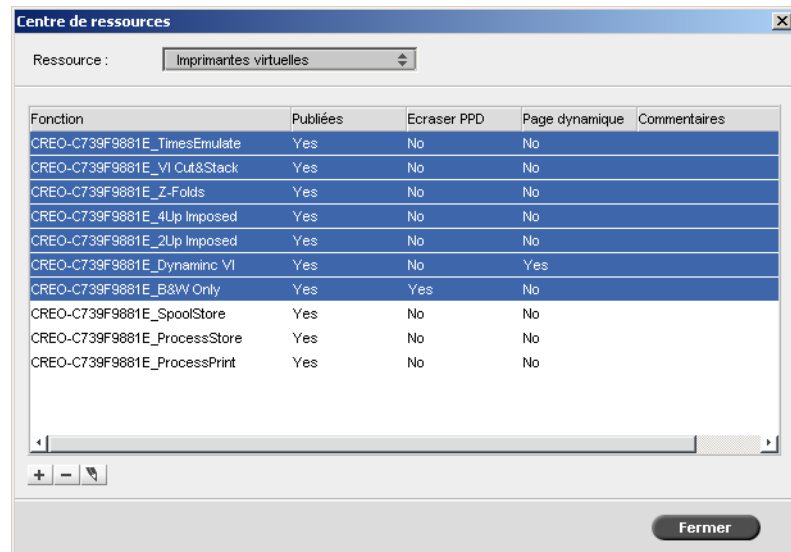 Centre de ressources
Ressource : Imprimantes virtuelles
Fonction Publiées Ecraser PPD Page dynamique Commentaires
CREO-C739F9881E_TimesEmulate Yes No No
CREO-C739F9881E_VI Cut&Stack Yes No No
CREO-C739F9881E_Z-Folds Yes No No
CREO-C739F9881E_4Up Imposed Yes No No
CREO-C739F9881E_2Up Imposed Yes No No
CREO-C739F9881E_Dynaminc VI Yes No Yes
CREO-C739F9881E_B&W Only Yes Yes No
CREO-C739F9881E_SpoolStore Yes No No
CREO-C739F9881E_ProcessStore Yes No No
CREO-C739F9881E_ProcessPrint Yes No No
Fermer